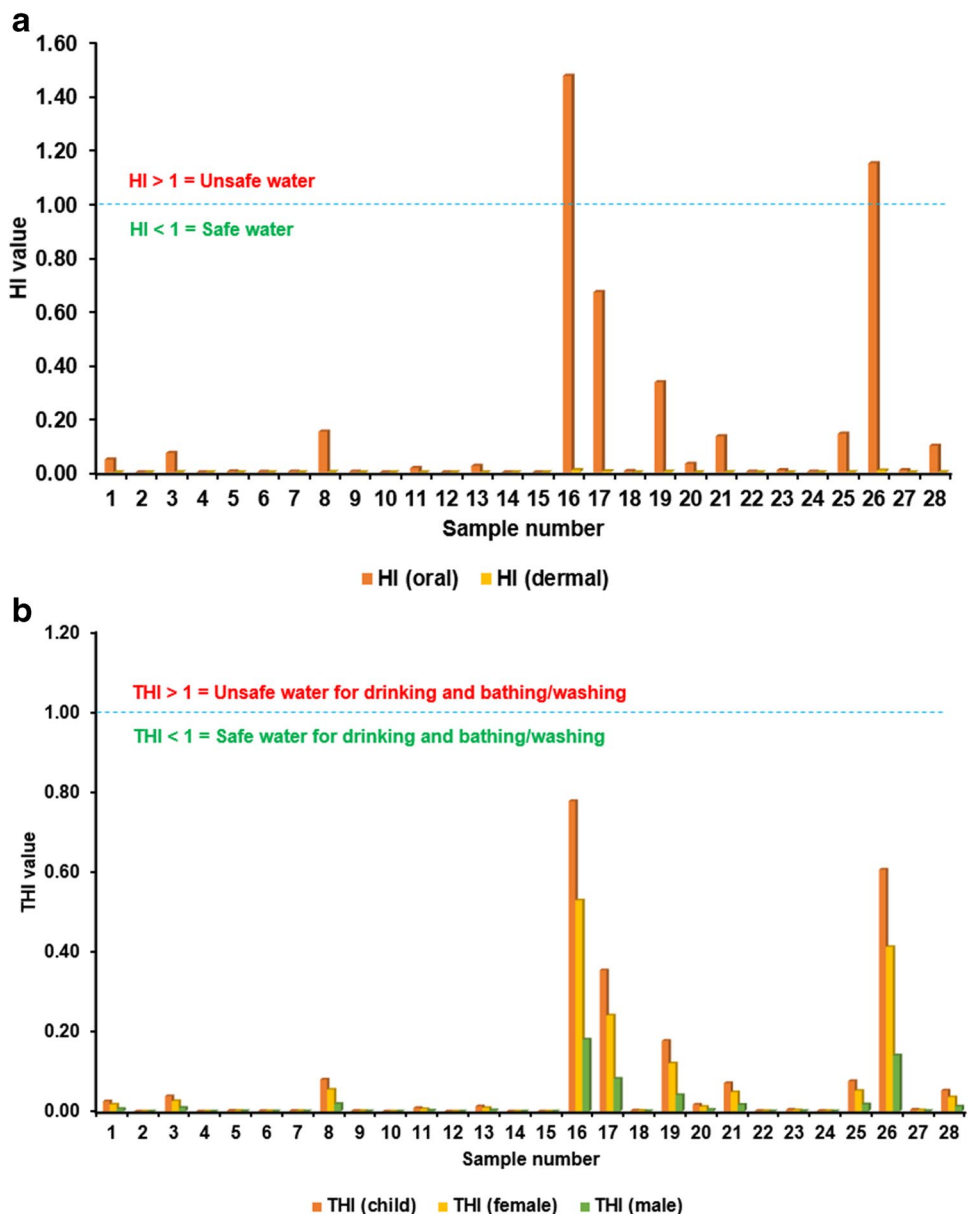 a
1.60
1.40
1.20
HI > 1 = Unsafe water
1.00
HI < 1 = Safe water
0.80
0.60
0.40
0.20
0.00
HI value
1 2 3 4 5 6 7 8 9 10 11 12 13 14 15 16 17 18 19 20 21 22 23 24 25 26 27 28
Sample number
HI (oral) HI (dermal)
b
1.20
THI > 1 = Unsafe water for drinking and bathing/washing
1.00
THI < 1 = Safe water for drinking and bathing/washing
0.80
0.60
0.40
0.20
0.00
THI value
1 2 3 4 5 6 7 8 9 10 11 12 13 14 15 16 17 18 19 20 21 22 23 24 25 26 27 28
Sample number
THI (child) THI (female) THI (male)